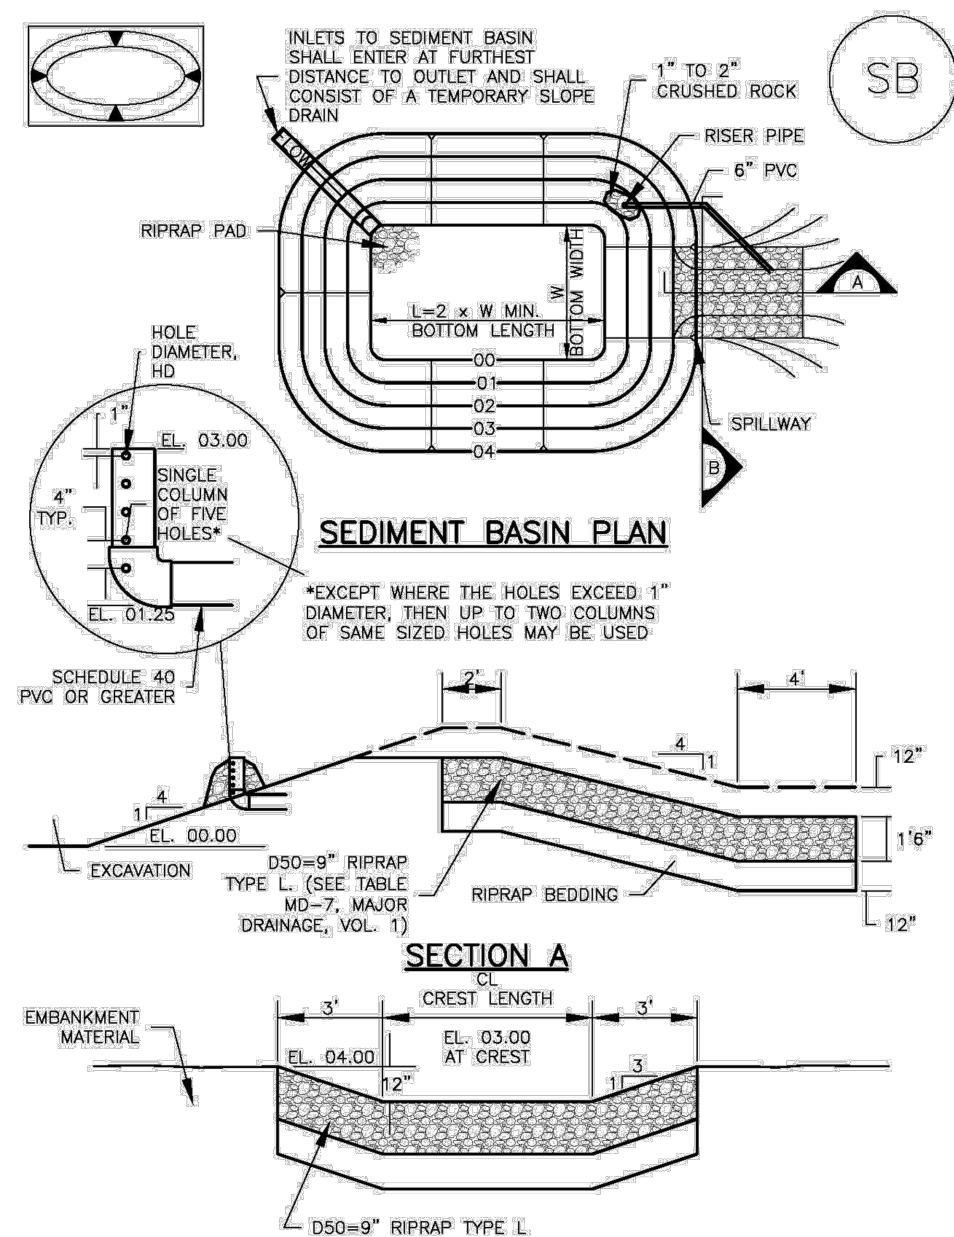 INLETS TO SEDIMENT BASIN
SHALL ENTER AT FURTHEST
DISTANCE TO OUTLET AND SHALL
CONSIST OF A TEMPORARY SLOPE
DRAIN
1" TO 2"
CRUSHED ROCK
SB
RISER PIPE
6" PVC
FLOW
RIPRAP PAD
BOTTOM WIDTH
W
A
L=2 x W MIN.
BOTTOM LENGTH
00
01
02
03
04
SPILLWAY
B
HOLE
DIAMETER,
HD
1"
EL. 03.00
4"
TYP.
SINGLE
COLUMN
OF FIVE
HOLES*
EL. 01.25
SEDIMENT BASIN PLAN
*EXCEPT WHERE THE HOLES EXCEED 1"
DIAMETER, THEN UP TO TWO COLUMNS
OF SAME SIZED HOLES MAY BE USED
SCHEDULE 40
PVC OR GREATER
2'
4'
4
1
12"
4
1
EL. 00.00
1'6"
EXCAVATION
D50=9" RIPRAP
TYPE L. (SEE TABLE
MD-7, MAJOR
DRAINAGE, VOL. 1)
RIPRAP BEDDING
12"
SECTION A
CL
CREST LENGTH
3'
3'
EMBANKMENT
MATERIAL
EL. 04.00
EL. 03.00
AT CREST
12"
3
1
D50=9" RIPRAP TYPE L